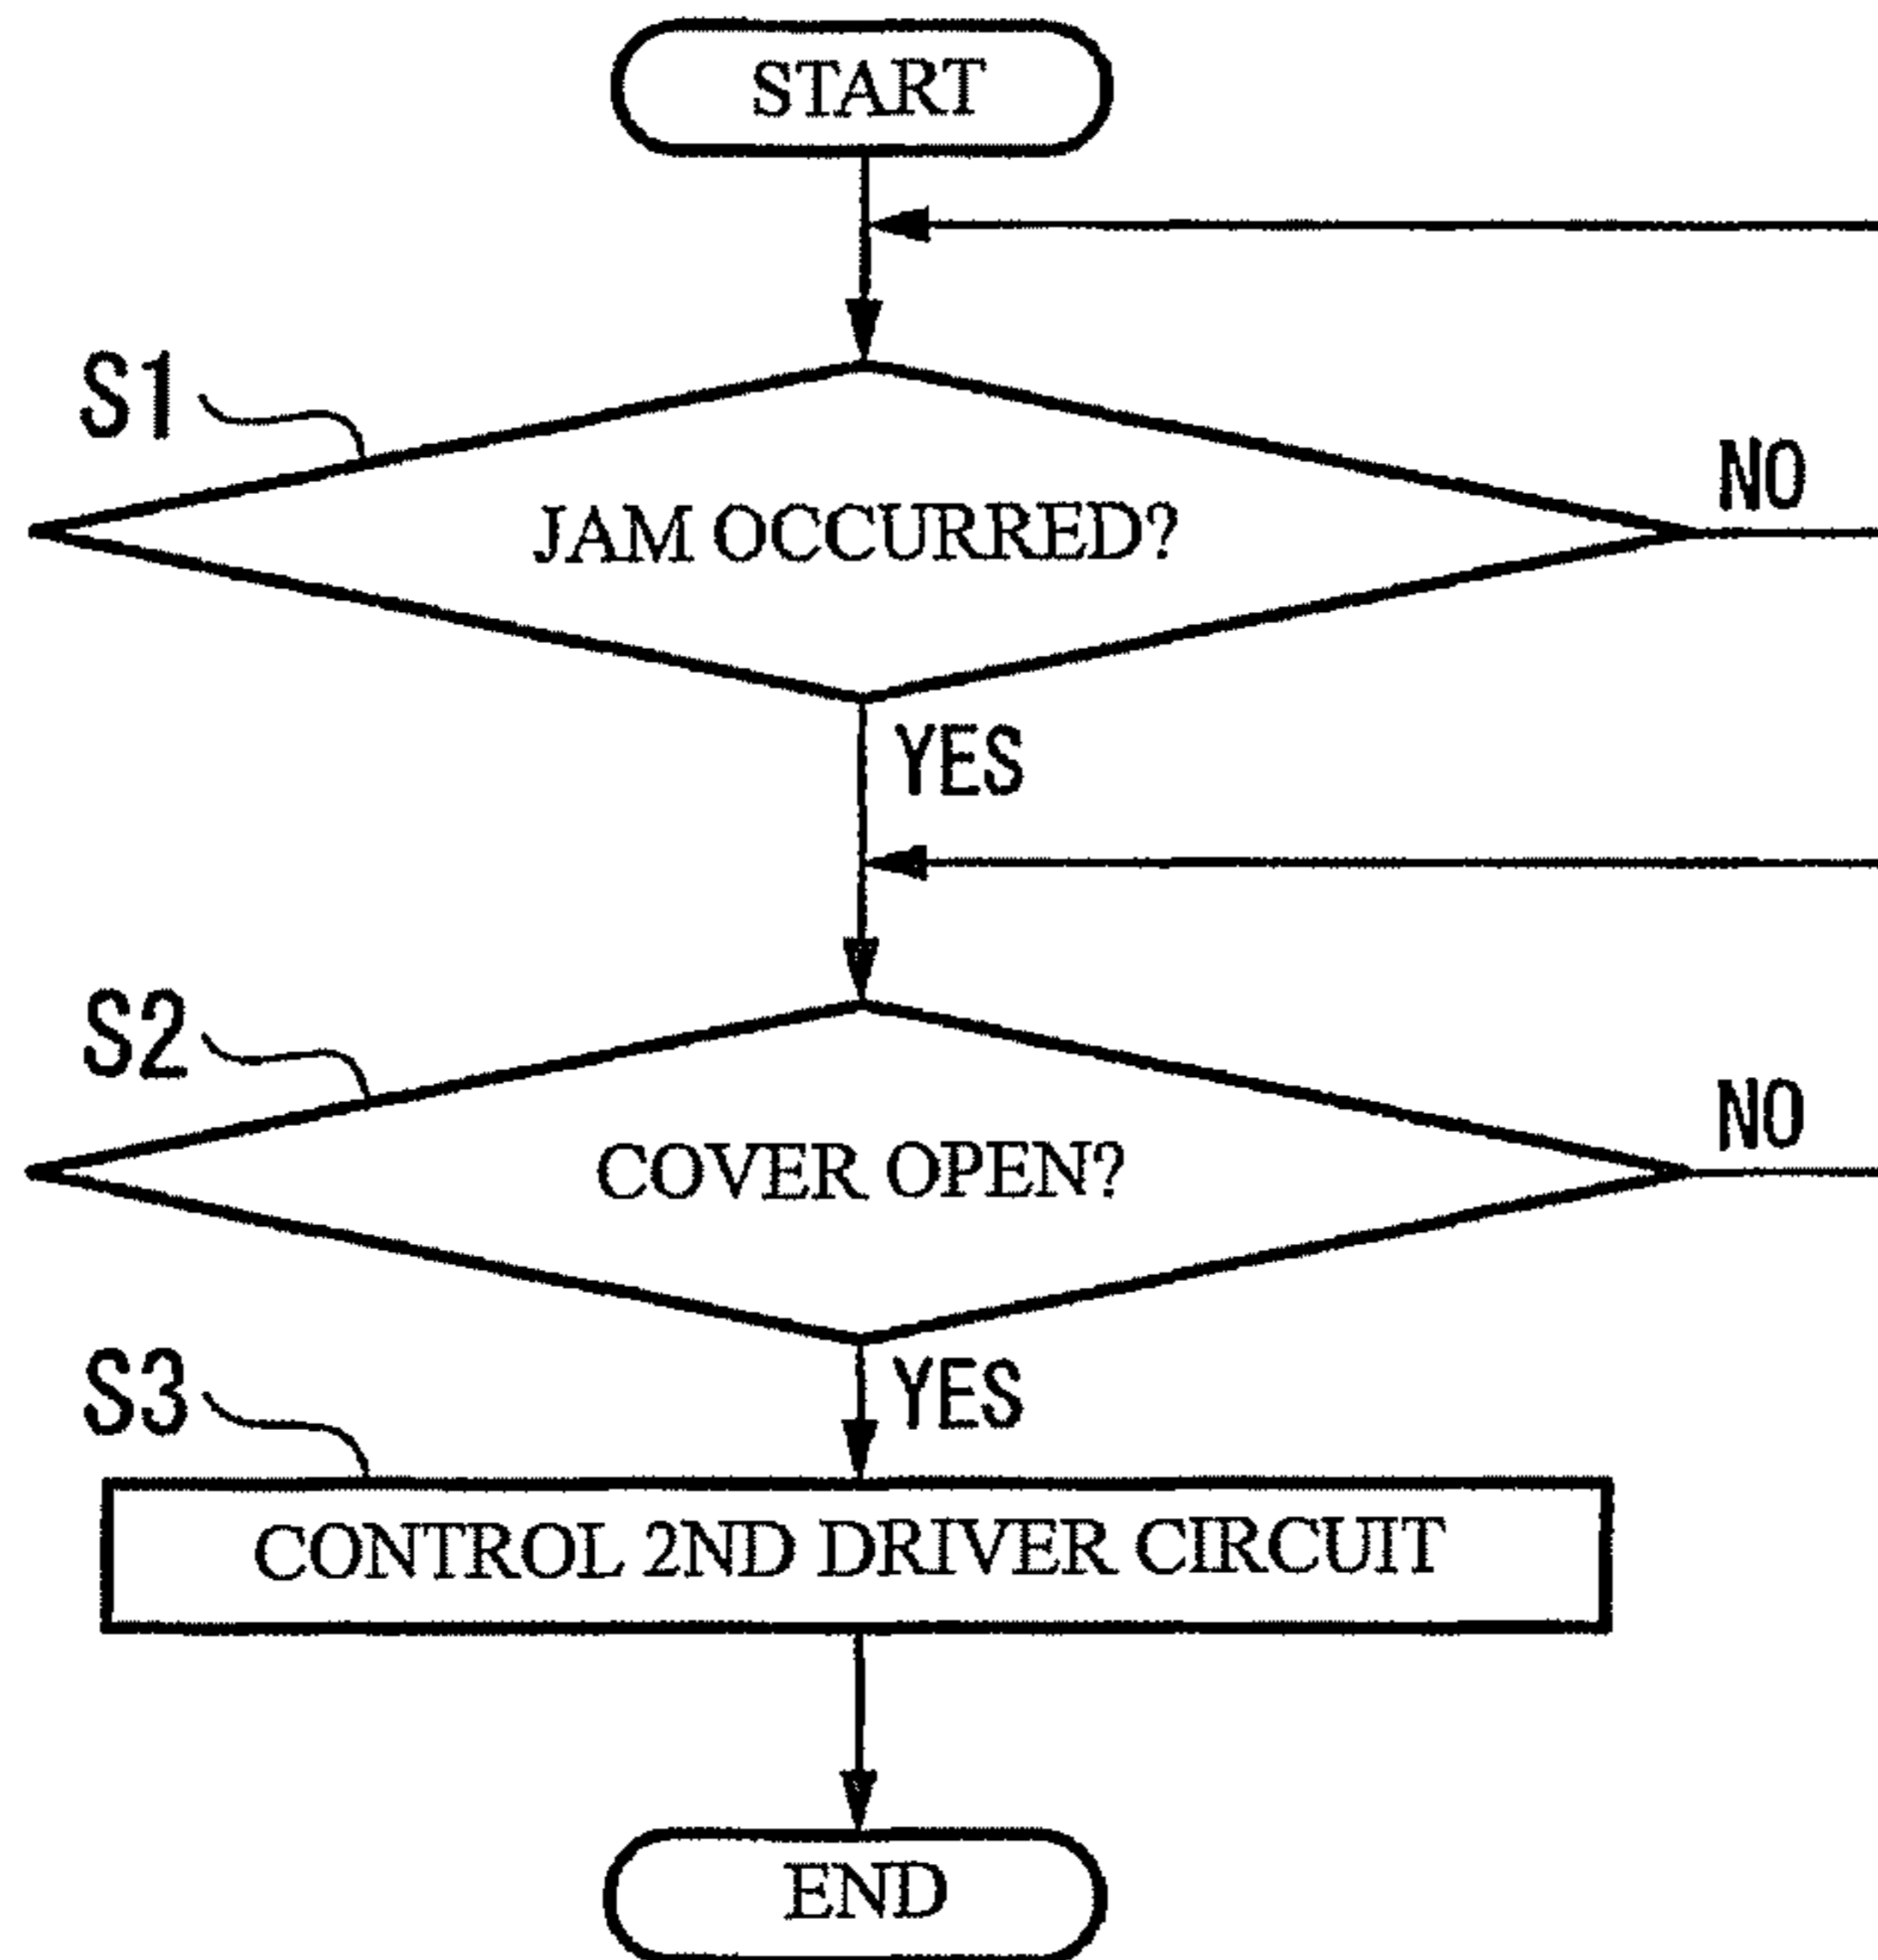 START
S1
JAM OCCURRED?
NO
YES
S2
COVER OPEN?
NO
YES
S3
CONTROL 2ND DRIVER CIRCUIT
END